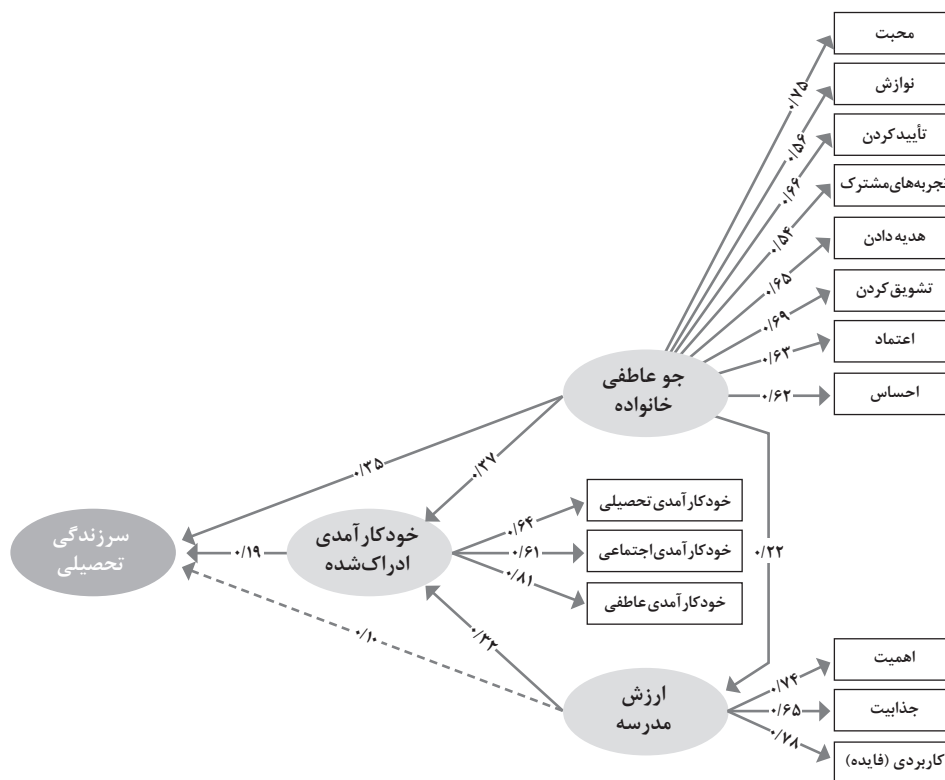 محبت
۰/۷۵
نوازش
۰/۵۶
تأیید کردن
۰/۶۶
تجربه‌های مشترک
۰/۵۴
هدیه دادن
۰/۶۵
تشویق کردن
۰/۶۹
اعتماد
۰/۶۳
احساس
۰/۶۲
جو عاطفی
خانواده
۰/۳۵
۰/۳۷
۰/۲۲
خودکارآمدی تحصیلی
۰/۶۴
خودکارآمدی اجتماعی
۰/۶۱
خودکارآمدی عاطفی
۰/۸۱
خودکارآمدی
ادراک‌شده
۰/۱۹
سرزندگی
تحصیلی
۰/۱۰
۰/۳۲
ارزش
مدرسه
اهمیت
۰/۷۴
جذابیت
۰/۶۵
کاربردی (فایده)
۰/۷۸